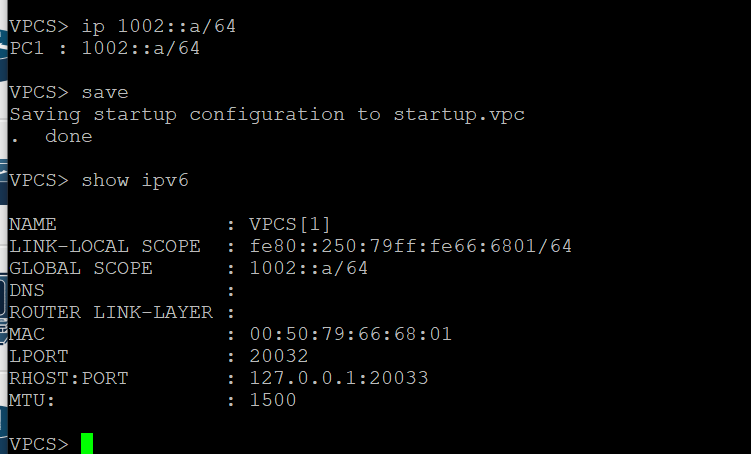 VPCS> ip 1002::a/64
PC1 : 1002::a/64
VPCS> save
Saving startup configuration to startup.vpc
.  done
VPCS> show ipv6
NAME              : VPCS[1]
LINK-LOCAL SCOPE  : fe80::250:79ff:fe66:6801/64
GLOBAL SCOPE      : 1002::a/64
DNS               :
ROUTER LINK-LAYER :
MAC               : 00:50:79:66:68:01
LPORT             : 20032
RHOST:PORT        : 127.0.0.1:20033
MTU:              : 1500
VPCS>